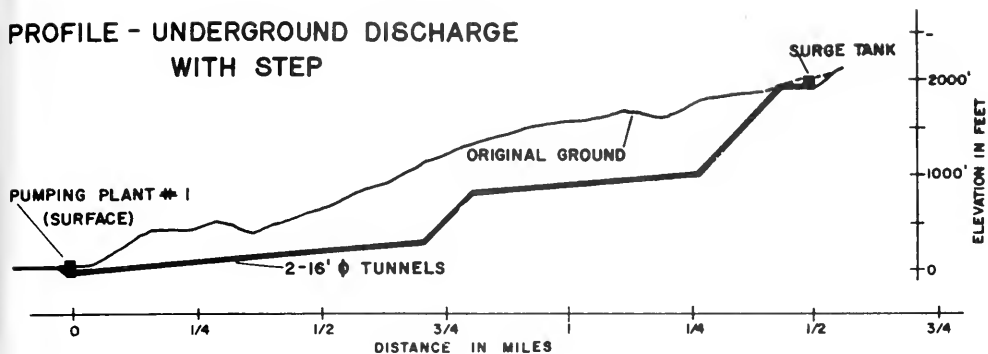 PROFILE - UNDERGROUND DISCHARGE
WITH STEP
SURGE TANK
2000'
ORIGINAL GROUND
1000'
ELEVATION IN FEET
PUMPING PLANT # 1
(SURFACE)
2-16' ϕ TUNNELS
0
0
1/4
1/2
3/4
1
1/4
1/2
3/4
DISTANCE IN MILES